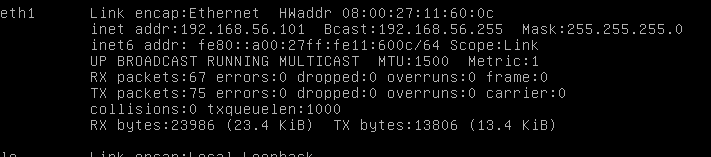 eth1 Link encap:Ethernet HWaddr 08:00:27:11:60:0c
inet addr:192.168.56.101 Bcast:192.168.56.255 Mask:255.255.255.0
inet6 addr: fe80::a00:27ff:fe11:600c/64 Scope:Link
UP BROADCAST RUNNING MULTICAST MTU:1500 Metric:1
RX packets:67 errors:0 dropped:0 overruns:0 frame:0
TX packets:75 errors:0 dropped:0 overruns:0 carrier:0
collisions:0 txqueuelen:1000
RX bytes:23986 (23.4 KiB) TX bytes:13806 (13.4 KiB)
lo Link encap:Local Loopback